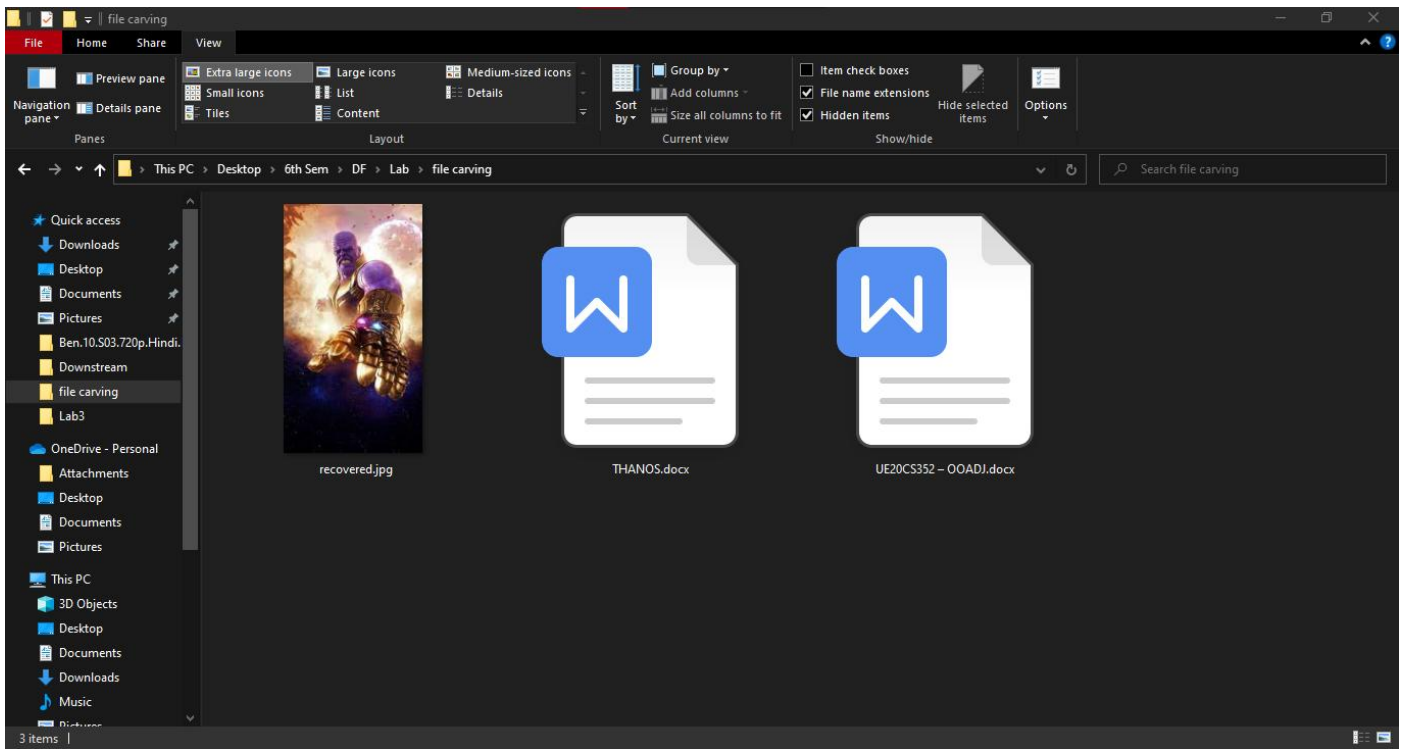 file carving
File Home Share View
Navigation pane
Preview pane
Details pane
Panes
Extra large icons Large icons Medium-sized icons
Small icons List Details
Tiles Content
Layout
Sort by
Group by
Add columns
Size all columns to fit
Current view
Item check boxes
File name extensions
Hidden items
Hide selected items
Show/hide
Options
This PC > Desktop > 6th Sem > DF > Lab > file carving
Search file carving
Quick access
Downloads
Desktop
Documents
Pictures
Ben.10.S03.720p.Hindi.
Downstream
file carving
Lab3
OneDrive - Personal
Attachments
Desktop
Documents
Pictures
This PC
3D Objects
Desktop
Documents
Downloads
Music
Pictures
recovered.jpg
W
THANOS.docx
W
UE20CS352 – OOADJ.docx
3 items